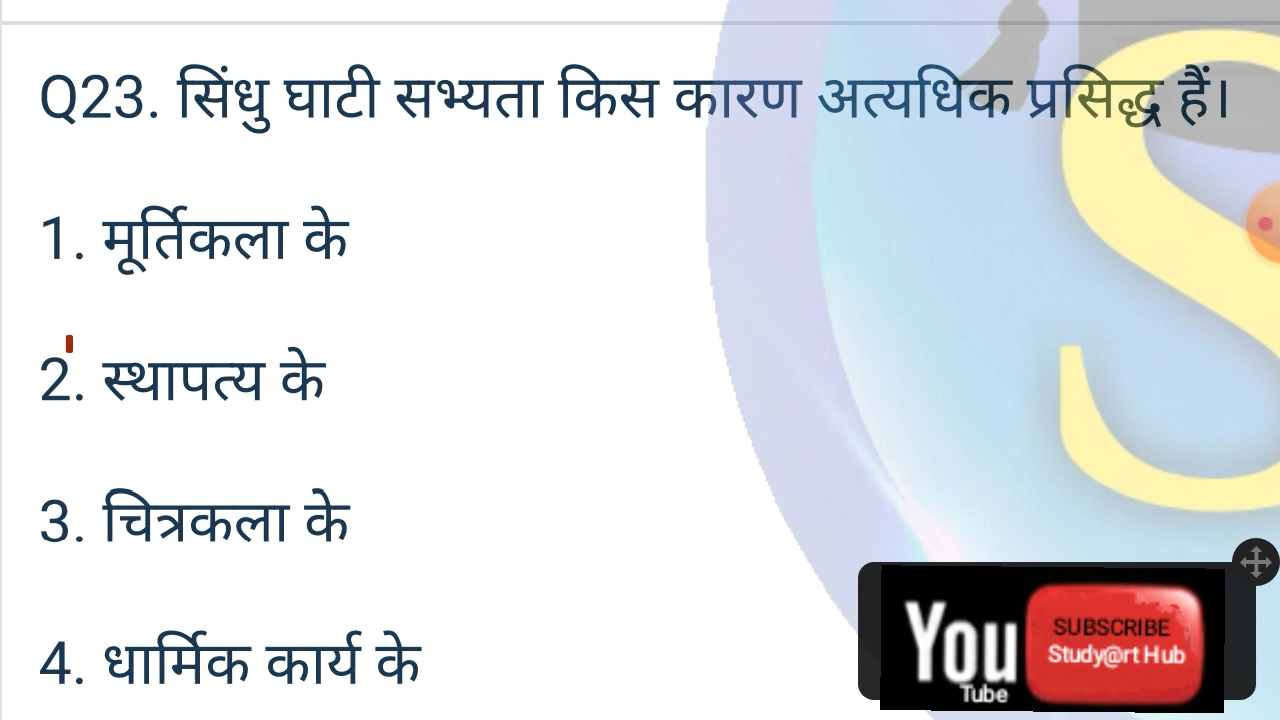 Q23. सिंधु घाटी सभ्यता किस कारण अत्यधिक प्रसिद्ध हैं।
1. मूर्तिकला के
2. स्थापत्य के
3. चित्रकला के
4. धार्मिक कार्य के
S
You
Tube
SUBSCRIBE
Study@rt Hub